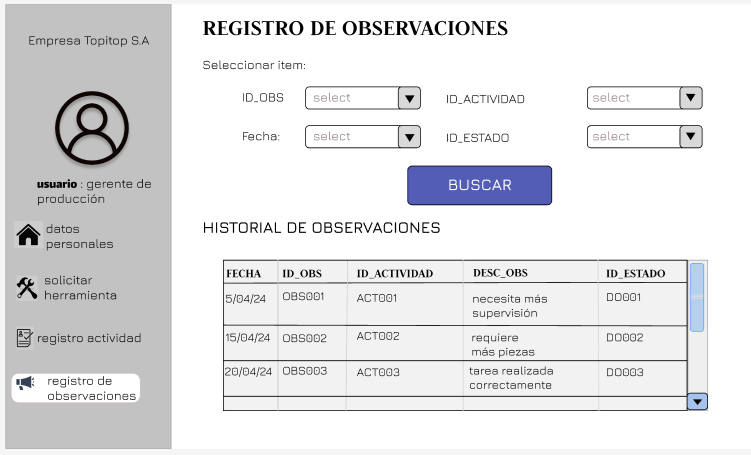 Empresa Topitop S.A
usuario : gerente de
producción
datos
personales
solicitar
herramienta
registro actividad
registro de
observaciones
REGISTRO DE OBSERVACIONES
Seleccionar item:
ID_OBS select ID_ACTIVIDAD select
Fecha: select ID_ESTADO select
BUSCAR
HISTORIAL DE OBSERVACIONES
FECHA ID_OBS ID_ACTIVIDAD DESC_OBS ID_ESTADO
5/04/24 OBS001 ACT001 necesita más DO001
supervisión
15/04/24 OBS002 ACT002 requiere DO002
más piezas
20/04/24 OBS003 ACT003 tarea realizada DO003
correctamente